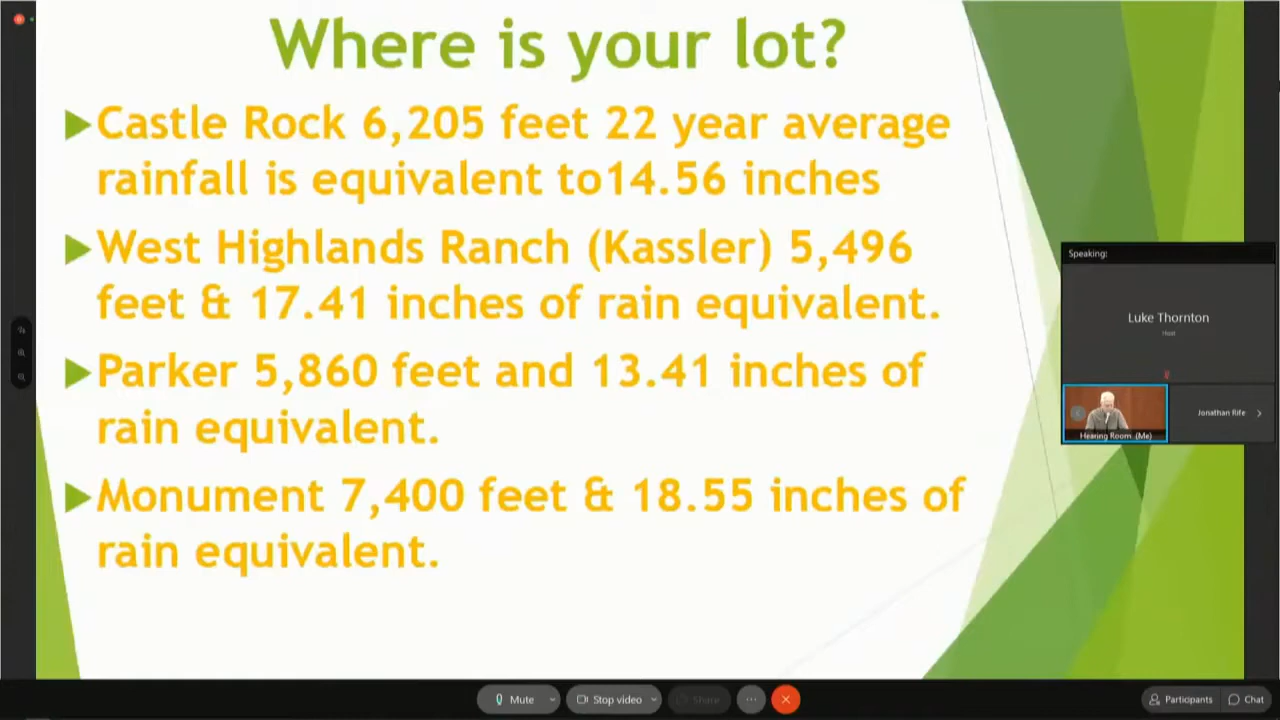 Where is your lot?
Castle Rock 6,205 feet 22 year average
rainfall is equivalent to14.56 inches
West Highlands Ranch (Kassler) 5,496
feet & 17.41 inches of rain equivalent.
Parker 5,860 feet and 13.41 inches of
rain equivalent.
Monument 7,400 feet & 18.55 inches of
rain equivalent.
Speaking:
Luke Thornton
Host
Hearing Room (Me)
Jonathan Rife
Mute
Stop video
Share
Participants
Chat